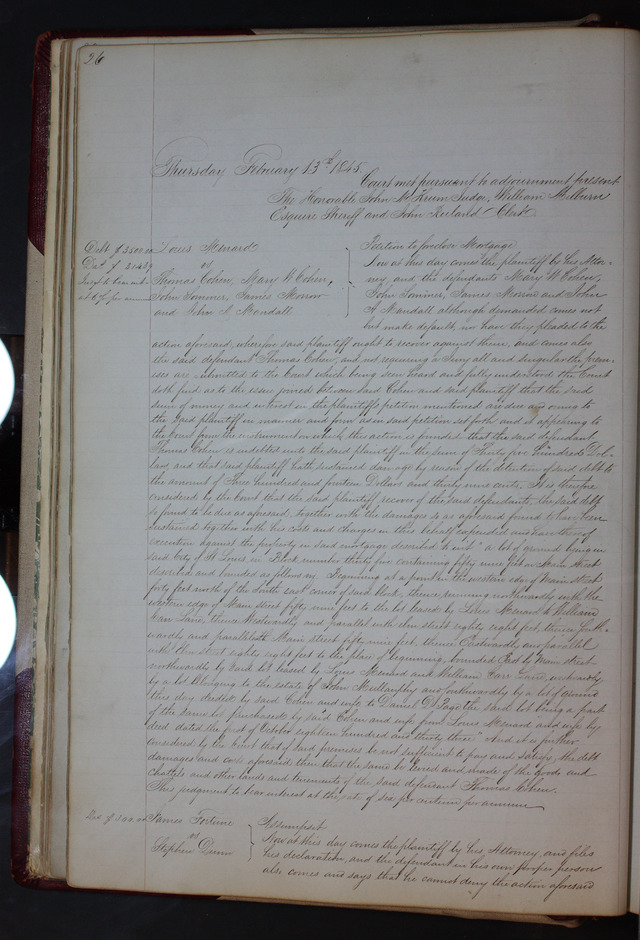 26
Thursday February 13th 1845.
Court met pursuant to adjournment present
The Honorable John M. Krum Judge, William Milburn
Esquire Sheriff and John Ruland Clerk
Debt $3500.00 Louis Menard
vs
Thomas Cohen, Mary W Cohen,
John Sommer, James Morrow
and John A Mandall
Dam $ 314.39
Judgt to bear int
at 6 pr per annum
Petition to foreclose Mortgage
Now at this day comes the plaintiff by his Attor-
ney and the defendants Mary W Cohen,
John Sommer, James Morrow and John
A Mandall although demanded comes not
but make default, nor have they pleaded to the
action aforesaid, wherefore said plaintiff ought to recover against them, and comes also
the said defendant Thomas Cohen, and not requiring a Jury all and singular the prem-
ises are submitted to the Court which being seen heard and fully understood the Court
doth find as to the issue joined between said Cohen and said plaintiff that the said
sum of money and interest in the plaintiffs petition mentioned are due and owing to
the said plaintiff in manner and form as in said petition set forth and it appearing to
the Court from the instrument on which this action is founded that the said defendant
Thomas Cohen is indebted unto the said plaintiff in the sum of Thirty five Hundred Dol-
lars and that said plaintiff hath sustained damage by reason of the detention of said debt to
the amount of Three hundred and fourteen Dollars and thirty nine cents. It is therefore
considered by the Court that the said plaintiff recover of the said defendants the said debt
so found to be due as aforesaid together with the damages so as aforesaid found to have been
sustained together with his costs and charges in this behalf expended and have thereof
execution against the property in said mortgage described to wit "a lot of ground being in
said City of St Louis in Block number thirty five containing fifty nine feet on Main Street
described and bounded as follows viz. Beginning at a point on the western edge of Main Street
forty feet north of the south east corner of said block, thence running northwardly with the
western edge of Main street fifty nine feet to the lot leased by Louis Menard to William
Carr Lane, thence Westwardly and parallel with elm street eighty eight feet, thence south-
wardly and parallel with Main street fifty nine feet, thence Eastwardly and parallel
with Elm street eighty eight feet to the place of beginning, bounded East by Main street
northwardly by land lot leased by Louis Menard and William Carr Lane, westwardly
by a lot belonging to the estate of John Mullanphy and southwardly by a lot of ground
this day deeded by said Cohen and wife to Daniel D. Page the said lot being a part
of the same lot purchased by said Cohen and wife from Louis Menard and wife by
deed dated the first of October eighteen hundred and thirty three". And it is further
considered by the Court that if said premises be not sufficient to pay and satisfy the debt
damages and costs aforesaid then that the same be levied and made of the goods and
chattels and other lands and tenements of the said defendant Thomas Cohen.
This judgment to bear interest at the rate of six per centum per annum
James Fortune
vs
Stephen Dunn
Assumpsit
Now at this day comes the plaintiff by his Attorney, and files
his declaration, and the defendant in his own proper person
also comes and says that he cannot deny the action aforesaid